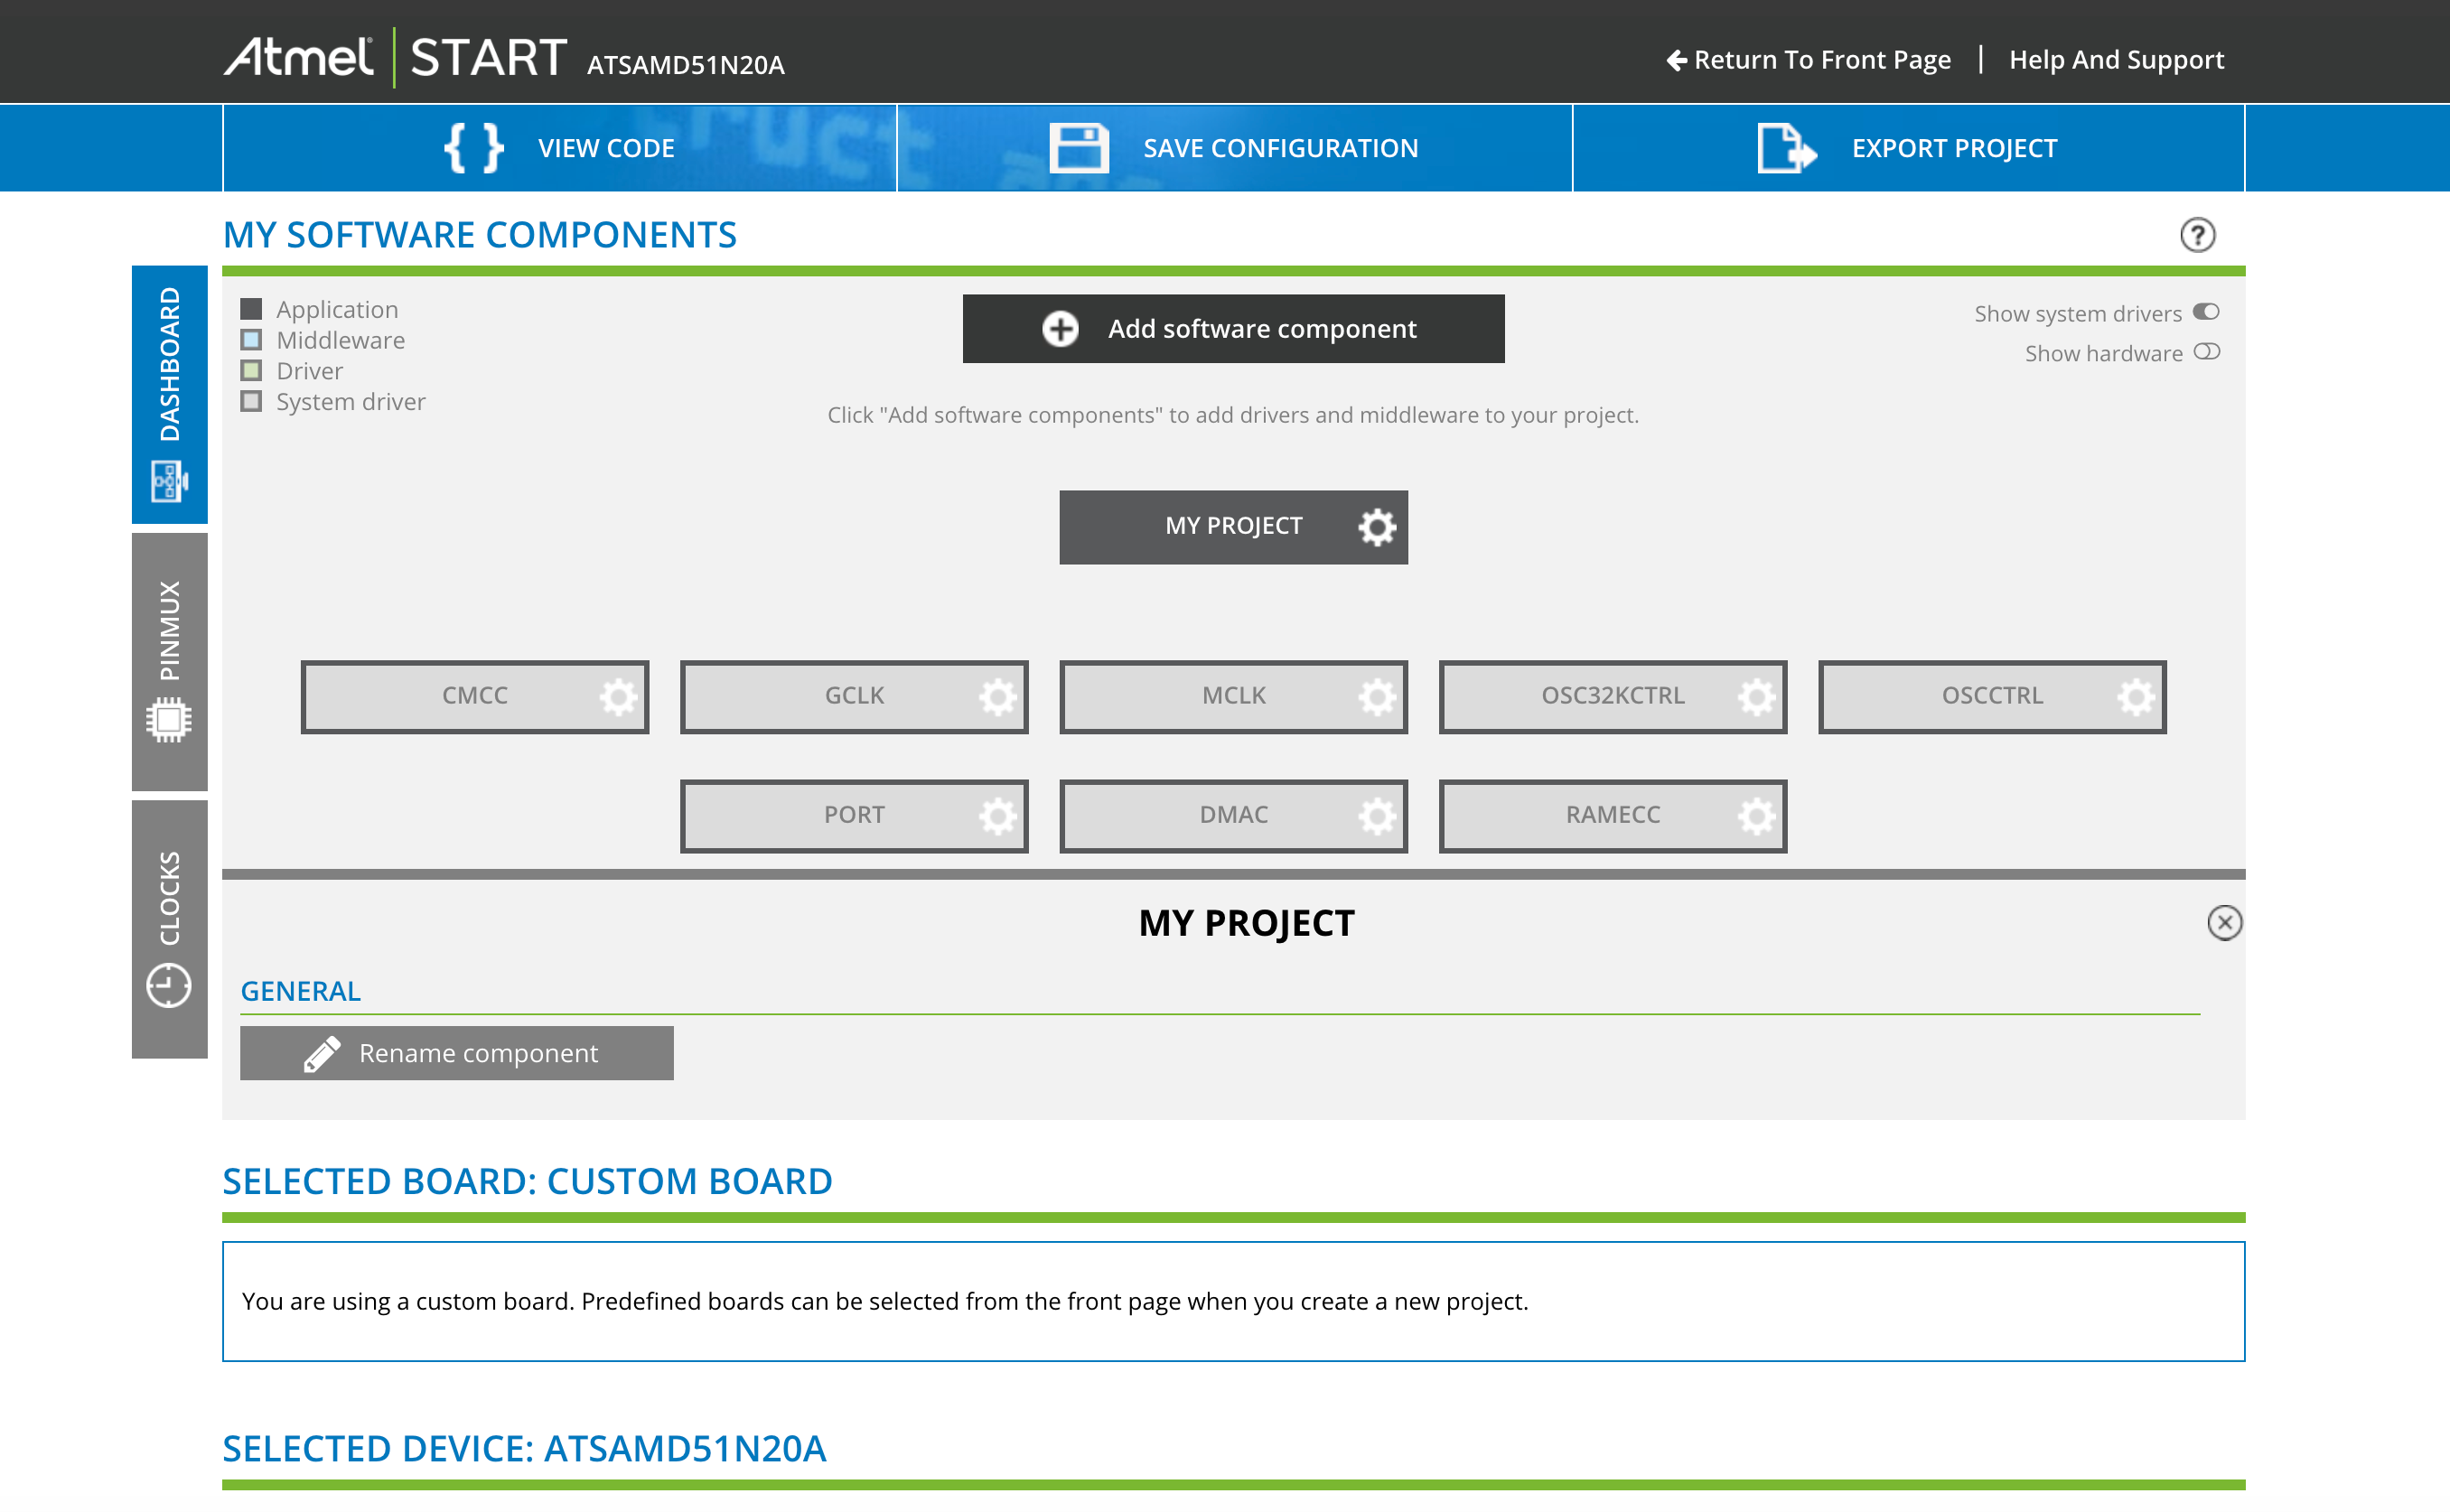 Atmel START ATSAMD51N20A
Return To Front Page | Help And Support
{ } VIEW CODE
SAVE CONFIGURATION
EXPORT PROJECT
MY SOFTWARE COMPONENTS
?
DASHBOARD
PINMUX
CLOCKS
Application
Middleware
Driver
System driver
Add software component
Show system drivers
Show hardware
Click "Add software components" to add drivers and middleware to your project.
MY PROJECT
CMCC
GCLK
MCLK
OSC32KCTRL
OSCCTRL
PORT
DMAC
RAMECC
MY PROJECT
GENERAL
Rename component
SELECTED BOARD: CUSTOM BOARD
You are using a custom board. Predefined boards can be selected from the front page when you create a new project.
SELECTED DEVICE: ATSAMD51N20A